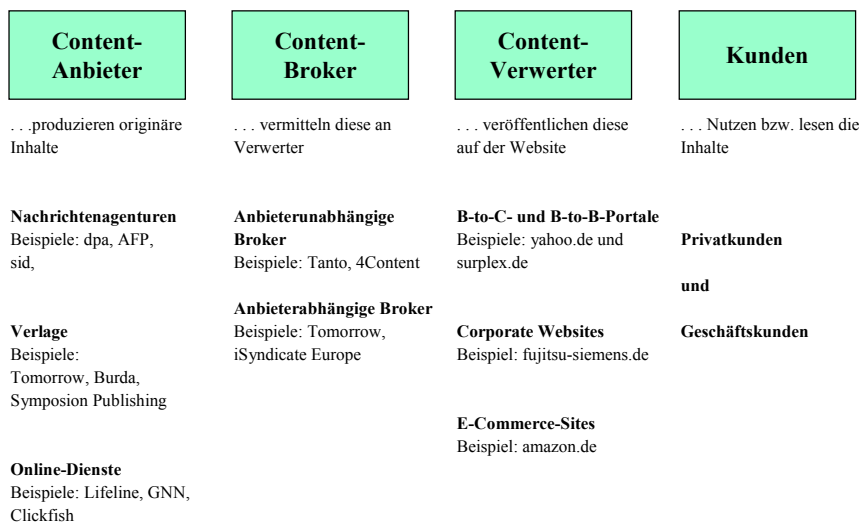 Content-
Anbieter
. . .produzieren originäre
Inhalte
Nachrichtenagenturen
Beispiele: dpa, AFP,
sid,
Verlage
Beispiele:
Tomorrow, Burda,
Symposion Publishing
Online-Dienste
Beispiele: Lifeline, GNN,
Clickfish
Content-
Broker
. . . vermitteln diese an
Verwerter
Anbieterunabhängige
Broker
Beispiele: Tanto, 4Content
Anbieterabhängige Broker
Beispiele: Tomorrow,
iSyndicate Europe
Content-
Verwerter
. . . veröffentlichen diese
auf der Website
B-to-C- und B-to-B-Portale
Beispiele: yahoo.de und
surplex.de
Corporate Websites
Beispiel: fujitsu-siemens.de
E-Commerce-Sites
Beispiel: amazon.de
Kunden
. . . Nutzen bzw. lesen die
Inhalte
Privatkunden
und
Geschäftskunden